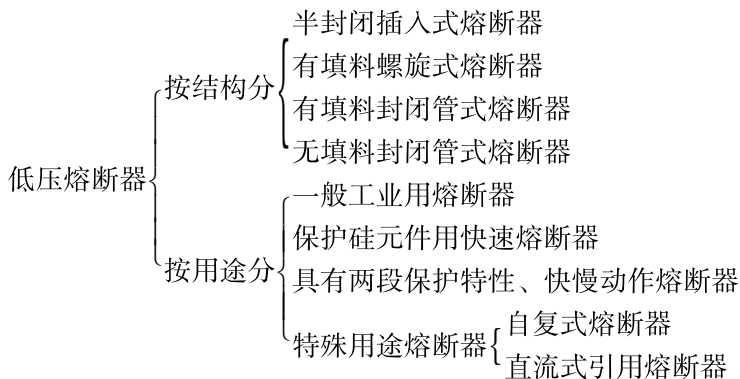 低压熔断器
按结构分
半封闭插入式熔断器
有填料螺旋式熔断器
有填料封闭管式熔断器
无填料封闭管式熔断器
按用途分
一般工业用熔断器
保护硅元件用快速熔断器
具有两段保护特性、快慢动作熔断器
特殊用途熔断器
自复式熔断器
直流式引用熔断器